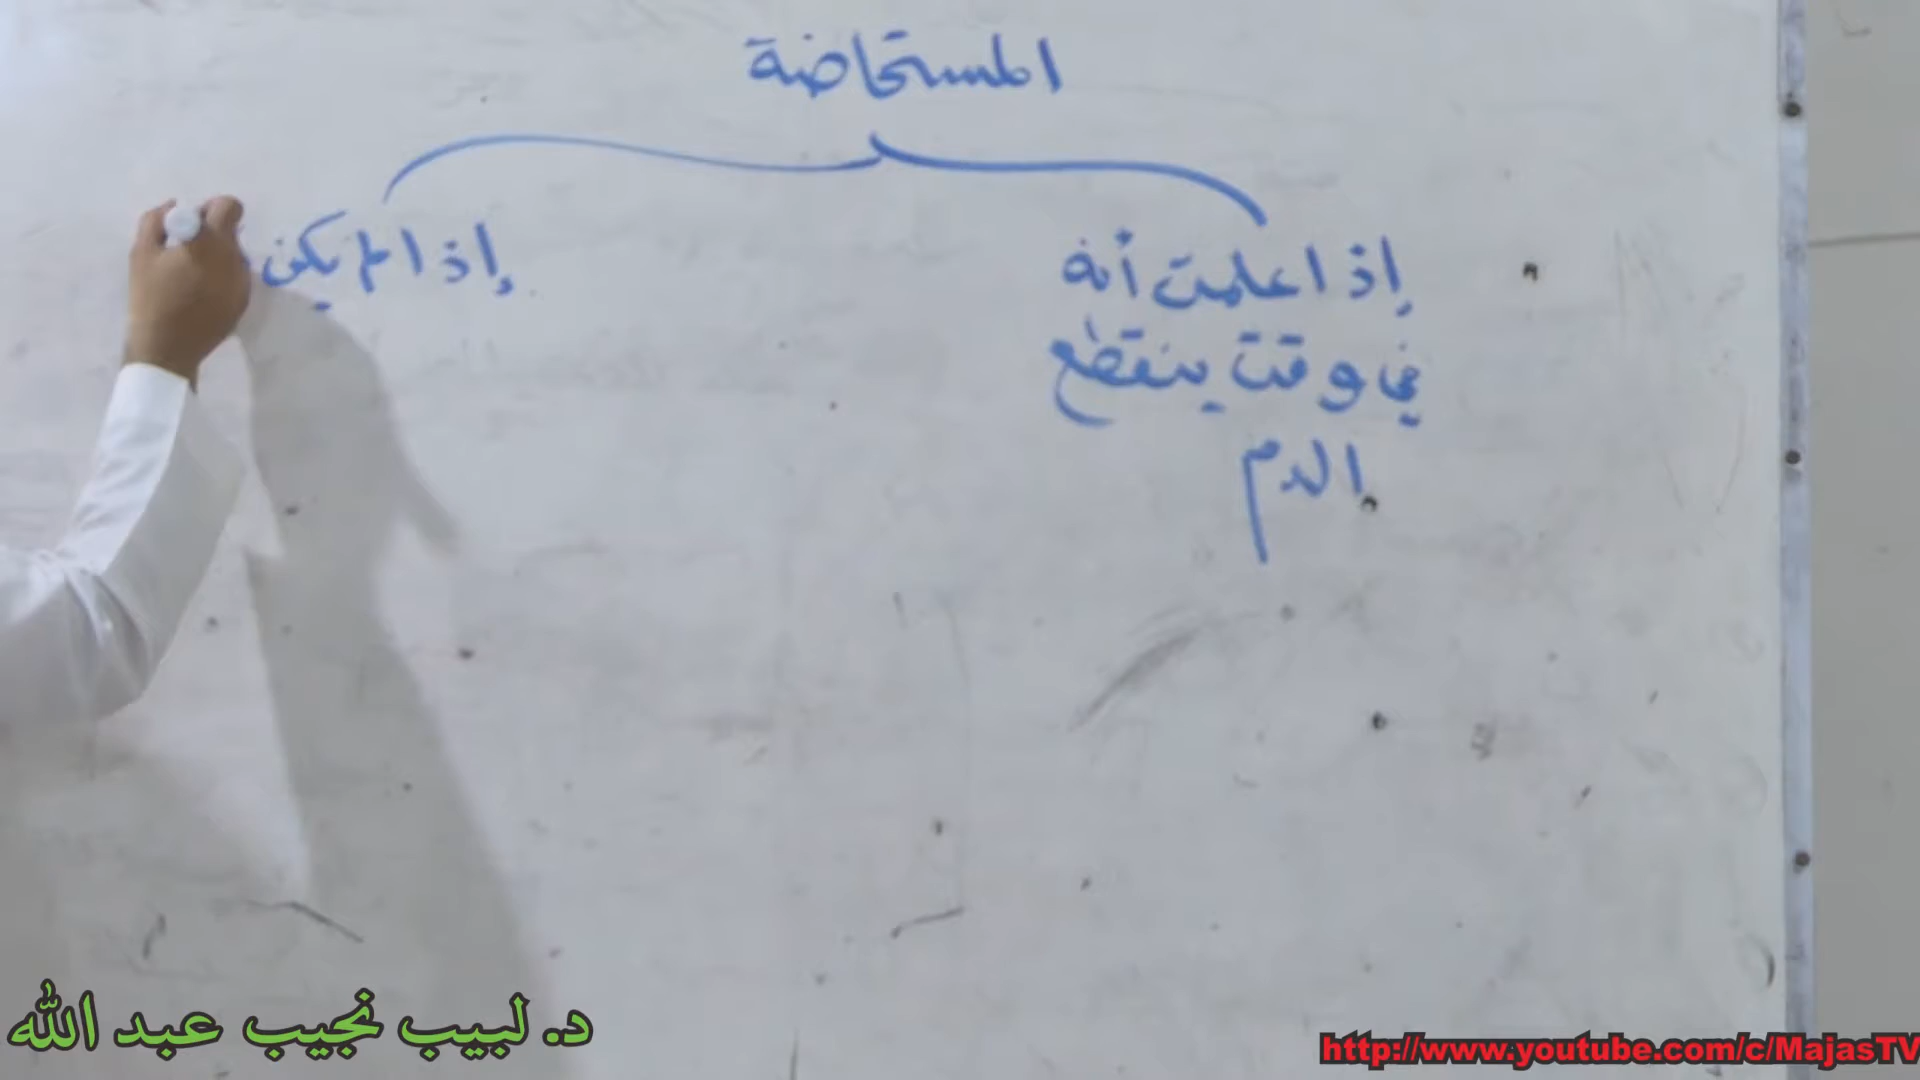 المستحاضة
إذا علمت أنه
في وقت ينقطع
الدم
إذا لم يكن
د. لبيب نجيب عبد الله
http://www.youtube.com/c/MajasTV